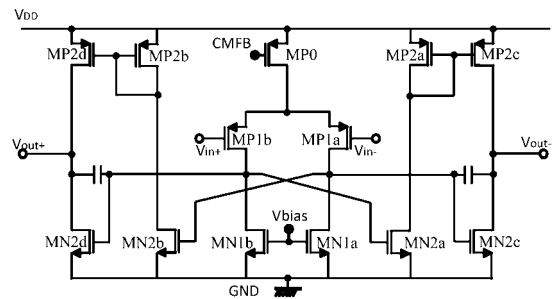 VDD
CMFB
MP2d
MP2b
MP0
MP2a
MP2c
Vout+
Vin+
MP1b
MP1a
Vin-
Vout-
Vbias
MN2d
MN2b
MN1b
MN1a
MN2a
MN2c
GND